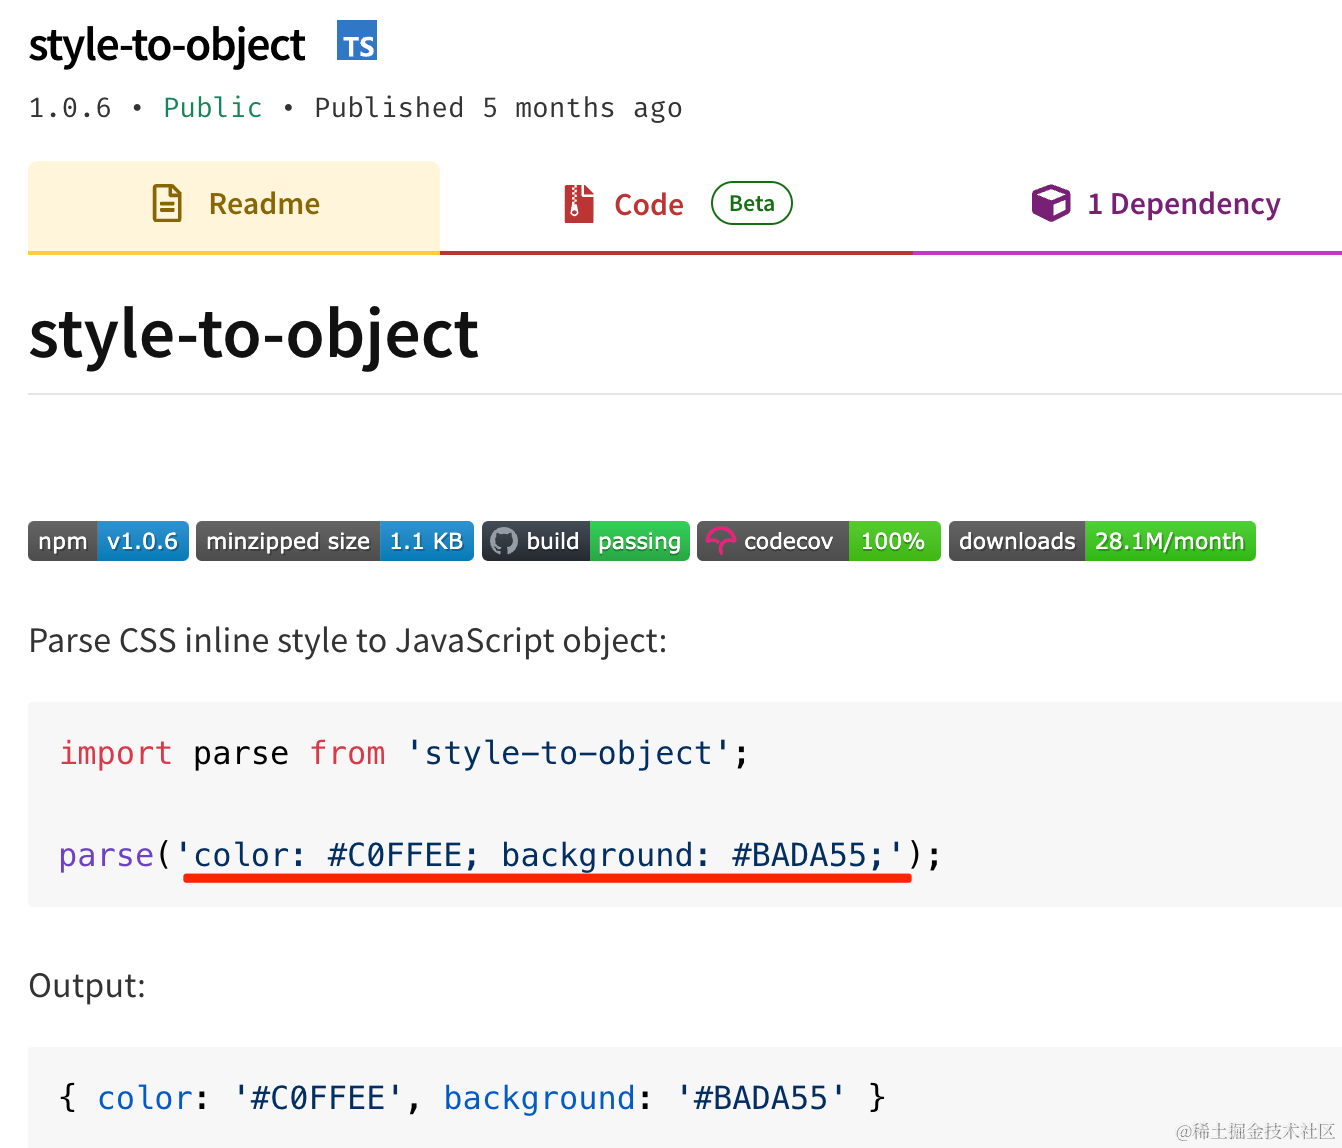 style-to-object TS
1.0.6 • Public • Published 5 months ago
Readme
Code Beta
1 Dependency
style-to-object
npm v1.0.6 minzipped size 1.1 KB build passing codecov 100% downloads 28.1M/month
Parse CSS inline style to JavaScript object:
import parse from 'style-to-object';
parse('color: #C0FFEE; background: #BADA55;');
Output:
{ color: '#C0FFEE', background: '#BADA55' }
@稀土掘金技术社区